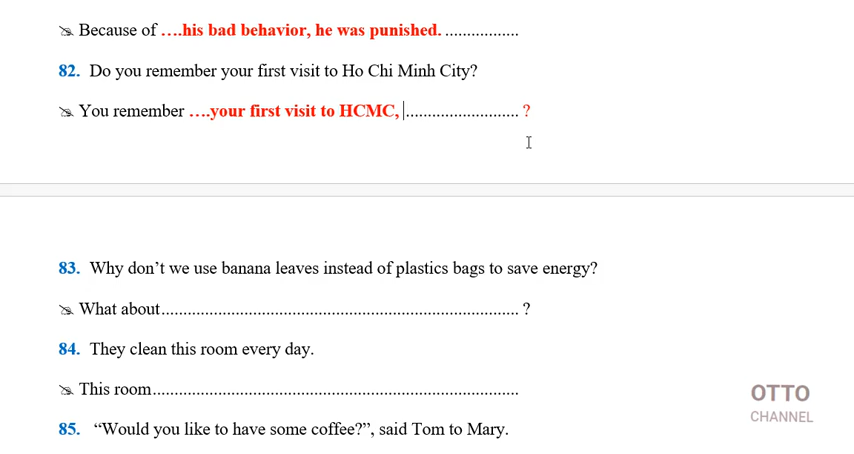 Because of ….his bad behavior, he was punished. .................
82. Do you remember your first visit to Ho Chi Minh City?
You remember ….your first visit to HCMC, .......................... ?
83. Why don’t we use banana leaves instead of plastics bags to save energy?
What about.................................................................................. ?
84. They clean this room every day.
This room....................................................................................
OTTO
CHANNEL
85. “Would you like to have some coffee?”, said Tom to Mary.